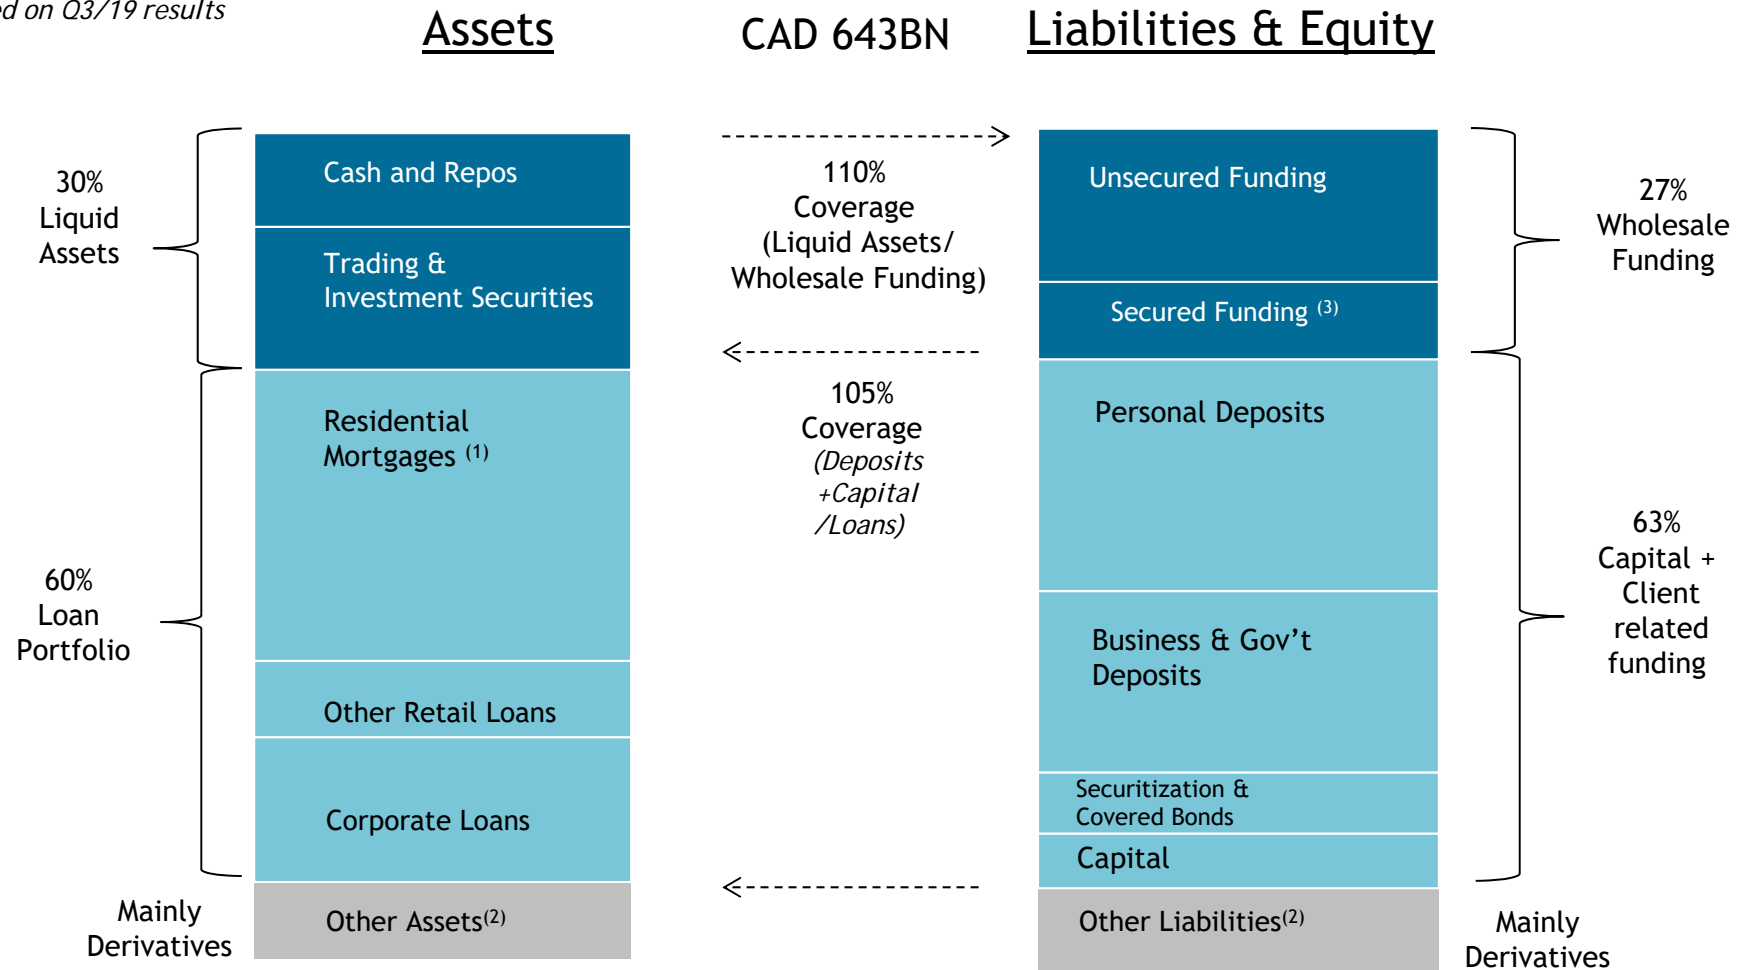 on Q3/19 results
Assets
CAD 643BN
Liabilities & Equity
30%
Liquid
Assets
Cash and Repos
Trading &
Investment Securities
110%
Coverage
(Liquid Assets/
Wholesale Funding)
Unsecured Funding
Secured Funding (3)
27%
Wholesale
Funding
60%
Loan
Portfolio
Residential
Mortgages (1)
Other Retail Loans
Corporate Loans
105%
Coverage
(Deposits
+Capital
/Loans)
Personal Deposits
Business & Gov’t
Deposits
Securitization &
Covered Bonds
Capital
63%
Capital +
Client
related
funding
Mainly
Derivatives
Other Assets(2)
Other Liabilities(2)
Mainly
Derivatives